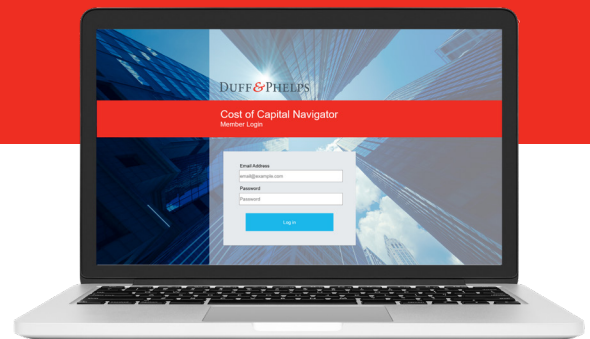 DUFF&PHELPS
Cost of Capital Navigator
Member Login
Email Address
email@example.com
Password
Password
Log in